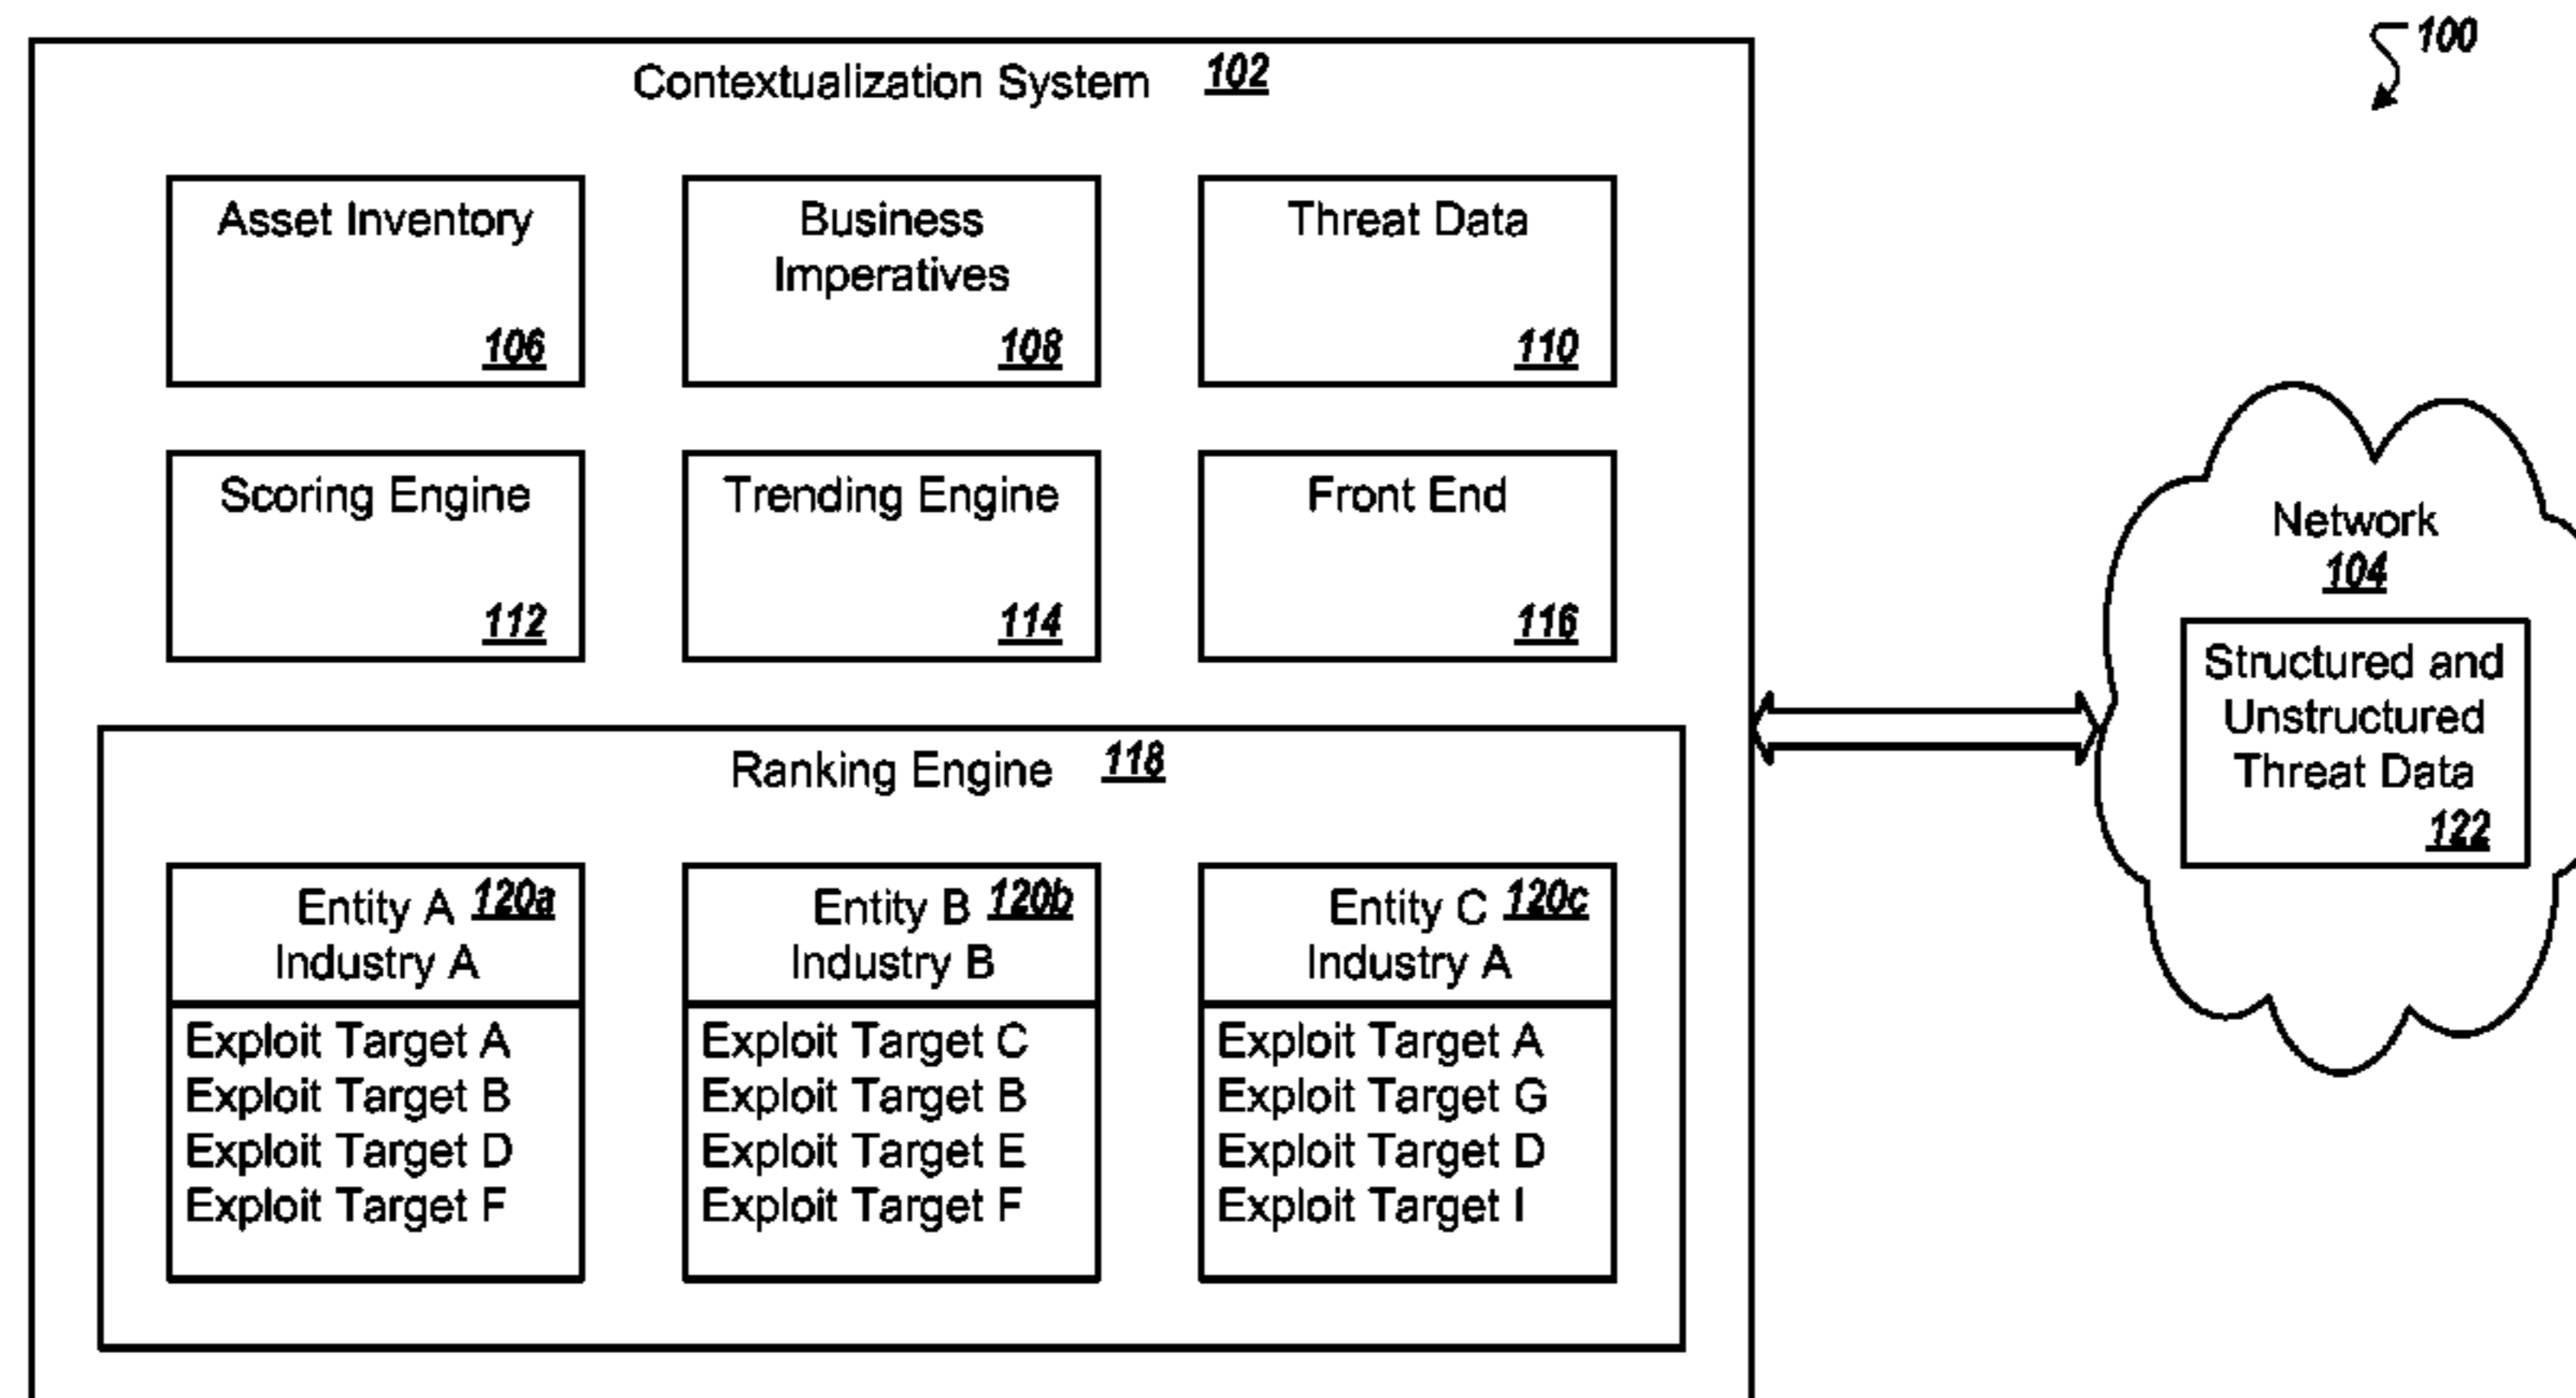 100
Contextualization System 102
Asset Inventory
106
Business
Imperatives
108
Threat Data
110
Scoring Engine
112
Trending Engine
114
Front End
116
Network
104
Structured and
Unstructured
Threat Data
122
Ranking Engine 118
Entity A 120a
Industry A
Exploit Target A
Exploit Target B
Exploit Target D
Exploit Target F
Entity B 120b
Industry B
Exploit Target C
Exploit Target B
Exploit Target E
Exploit Target F
Entity C 120c
Industry A
Exploit Target A
Exploit Target G
Exploit Target D
Exploit Target I